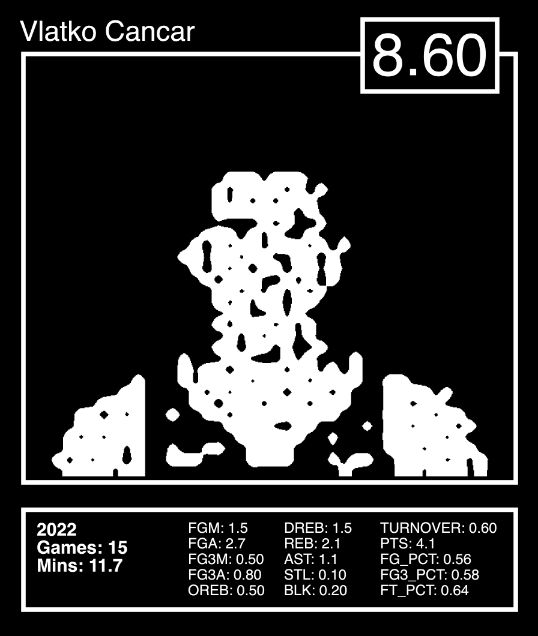 Vlatko Cancar
8.60
2022
Games: 15
Mins: 11.7
FGM: 1.5
FGA: 2.7
FG3M: 0.50
FG3A: 0.80
OREB: 0.50
DREB: 1.5
REB: 2.1
AST: 1.1
STL: 0.10
BLK: 0.20
TURNOVER: 0.60
PTS: 4.1
FG_PCT: 0.56
FG3_PCT: 0.58
FT_PCT: 0.64